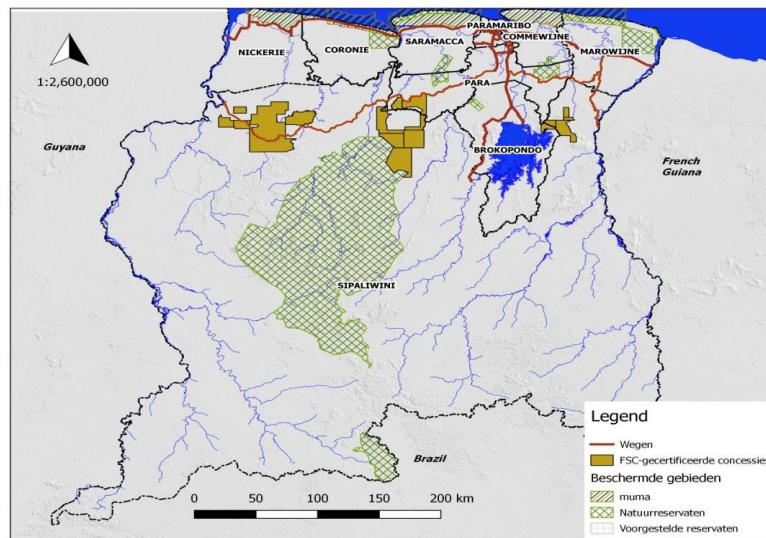 PARAMARIBO
NICKERIE
CORONIE
SARAMACCA
COMMEWIJNE
MAROWIJNE
1:2,600,000
PARA
Guyana
BROKOPONDO
French
Guiana
SIPALIWINI
Brazil
0 50 100 150 200 km
Legend
Wegen
FSC-gecertificeerde concessies
Beschermde gebieden
muma
Natuurreservaten
Voorgestelde reservaten